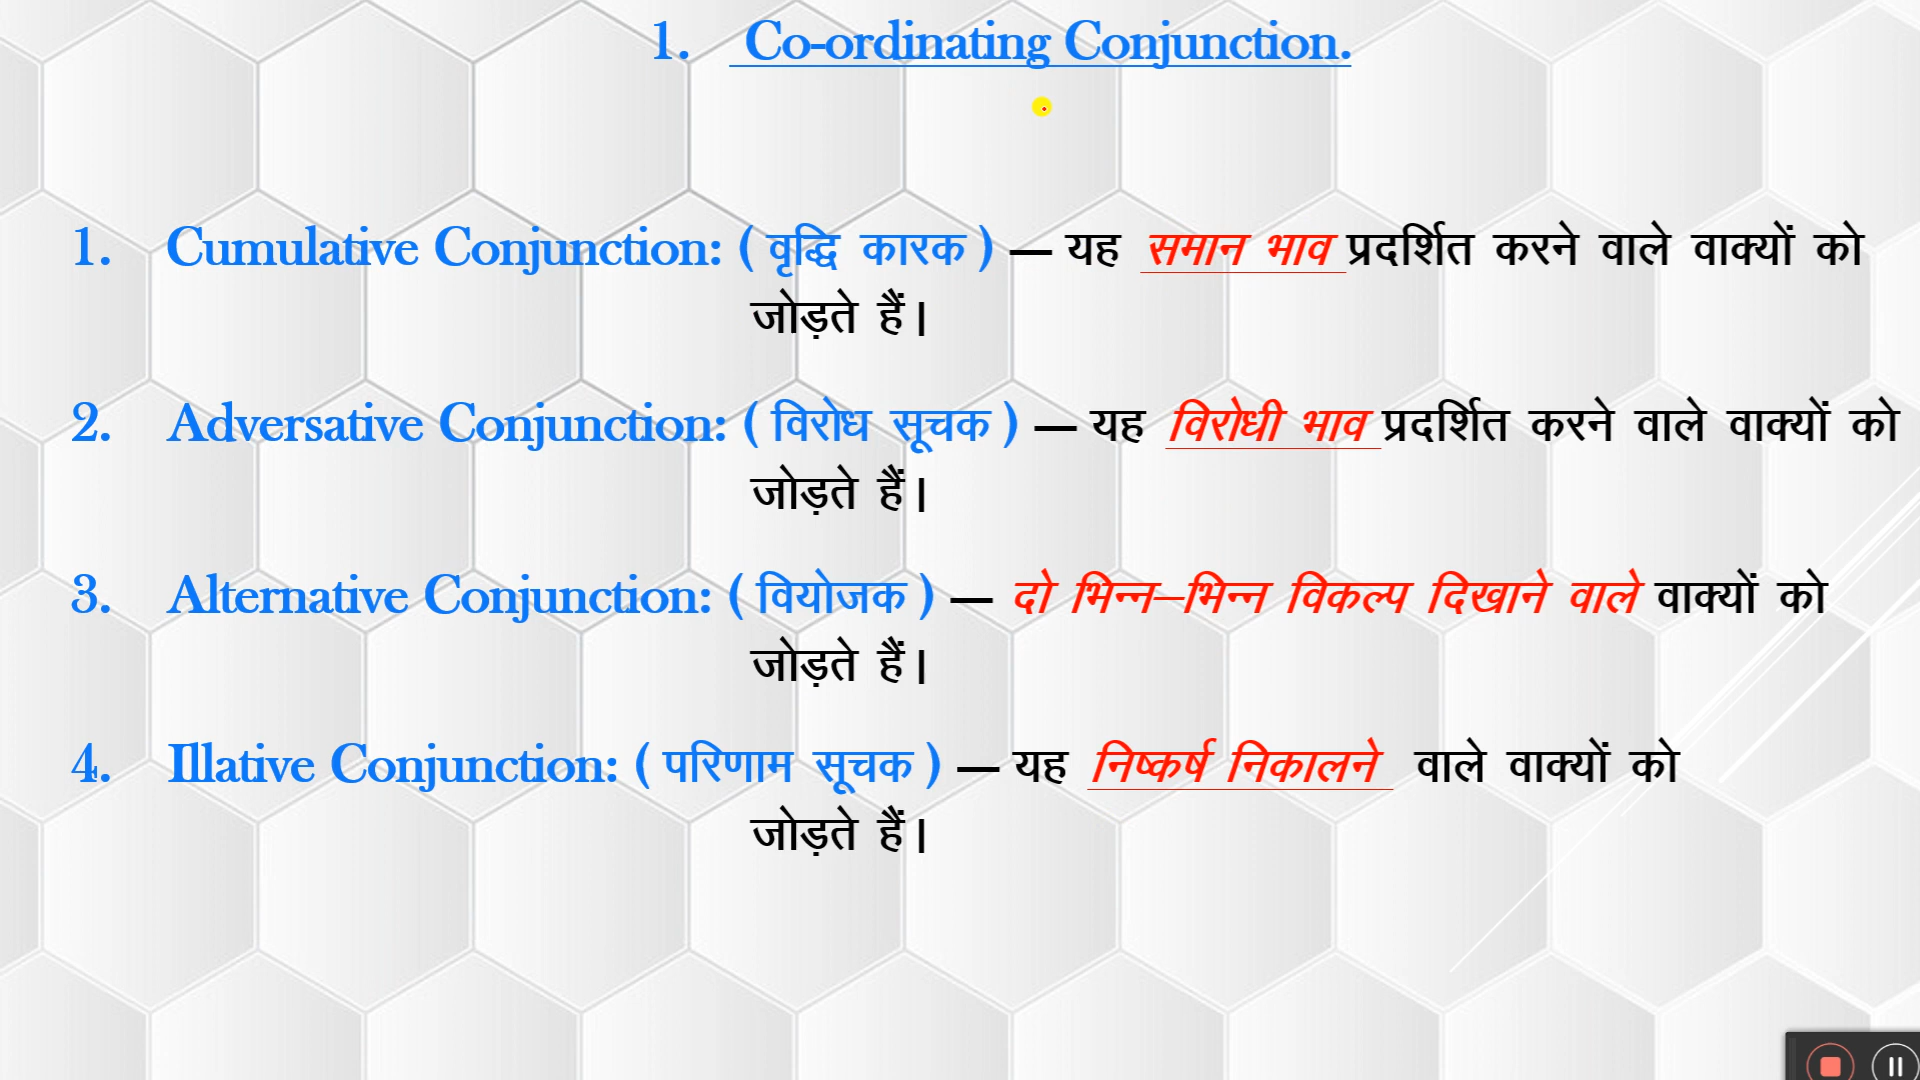 1. Co-ordinating Conjunction.
1. Cumulative Conjunction: ( वृद्धि कारक ) — यह समान भाव प्रदर्शित करने वाले वाक्यों को
जोड़ते हैं।
2. Adversative Conjunction: ( विरोध सूचक ) — यह विरोधी भाव प्रदर्शित करने वाले वाक्यों को
जोड़ते हैं।
3. Alternative Conjunction: ( वियोजक ) — दो भिन्न–भिन्न विकल्प दिखाने वाले वाक्यों को
जोड़ते हैं।
4. Illative Conjunction: ( परिणाम सूचक ) — यह निष्कर्ष निकालने वाले वाक्यों को
जोड़ते हैं।